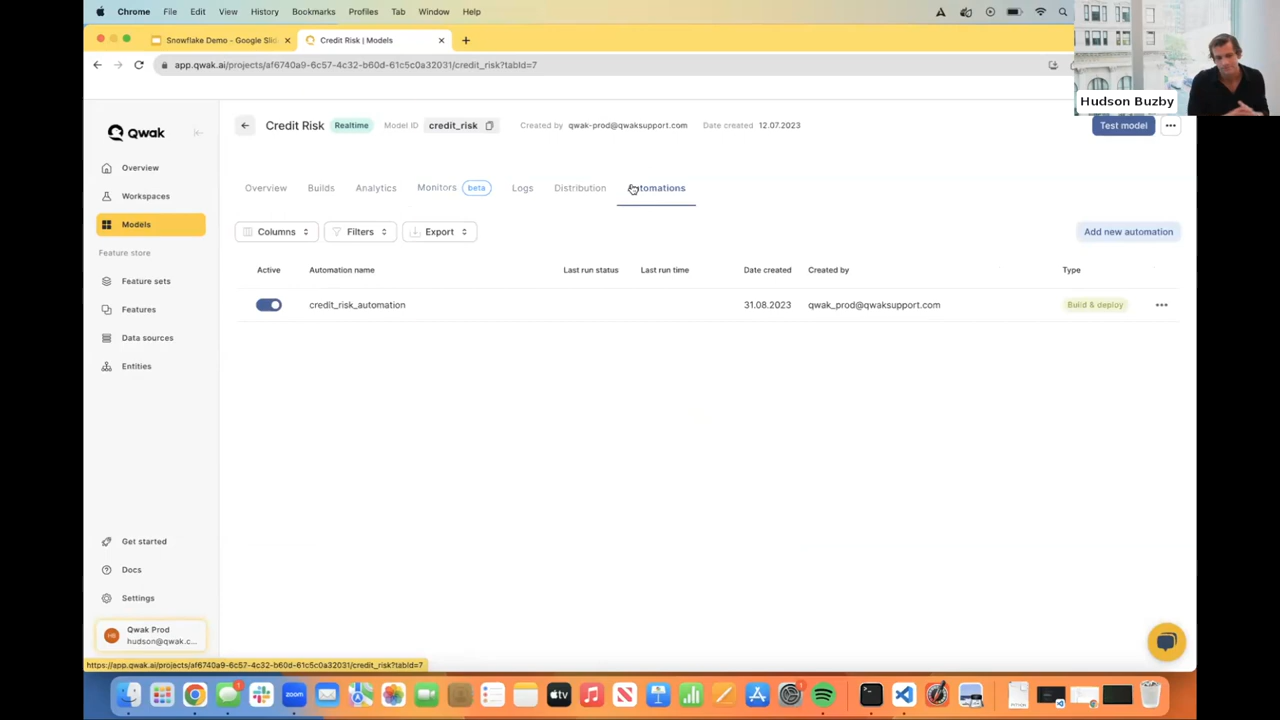 Chrome File Edit View History Bookmarks Profiles Tab Window Help
Snowflake Demo - Google Slid
Credit Risk | Models
app.qwak.ai/projects/af6740a9-6c57-4c32-b60d-61c5c0a32031/credit_risk?tabId=7
Hudson Buzby
Qwak
Credit Risk Realtime Model ID credit_risk Created by qwak-prod@qwaksupport.com Date created 12.07.2023 Test model
Overview
Workspaces
Models
Feature store
Feature sets
Features
Data sources
Entities
Overview Builds Analytics Monitors beta Logs Distribution Automations
Columns Filters Export Add new automation
Active Automation name Last run status Last run time Date created Created by Type
credit_risk_automation 31.08.2023 qwak_prod@qwaksupport.com Build & deploy
Get started
Docs
Settings
HB
Qwak Prod
hudson@qwak.c...
https://app.qwak.ai/projects/af6740a9-6c57-4c32-b60d-61c5c0a32031/credit_risk?tabId=7
zoom
tv